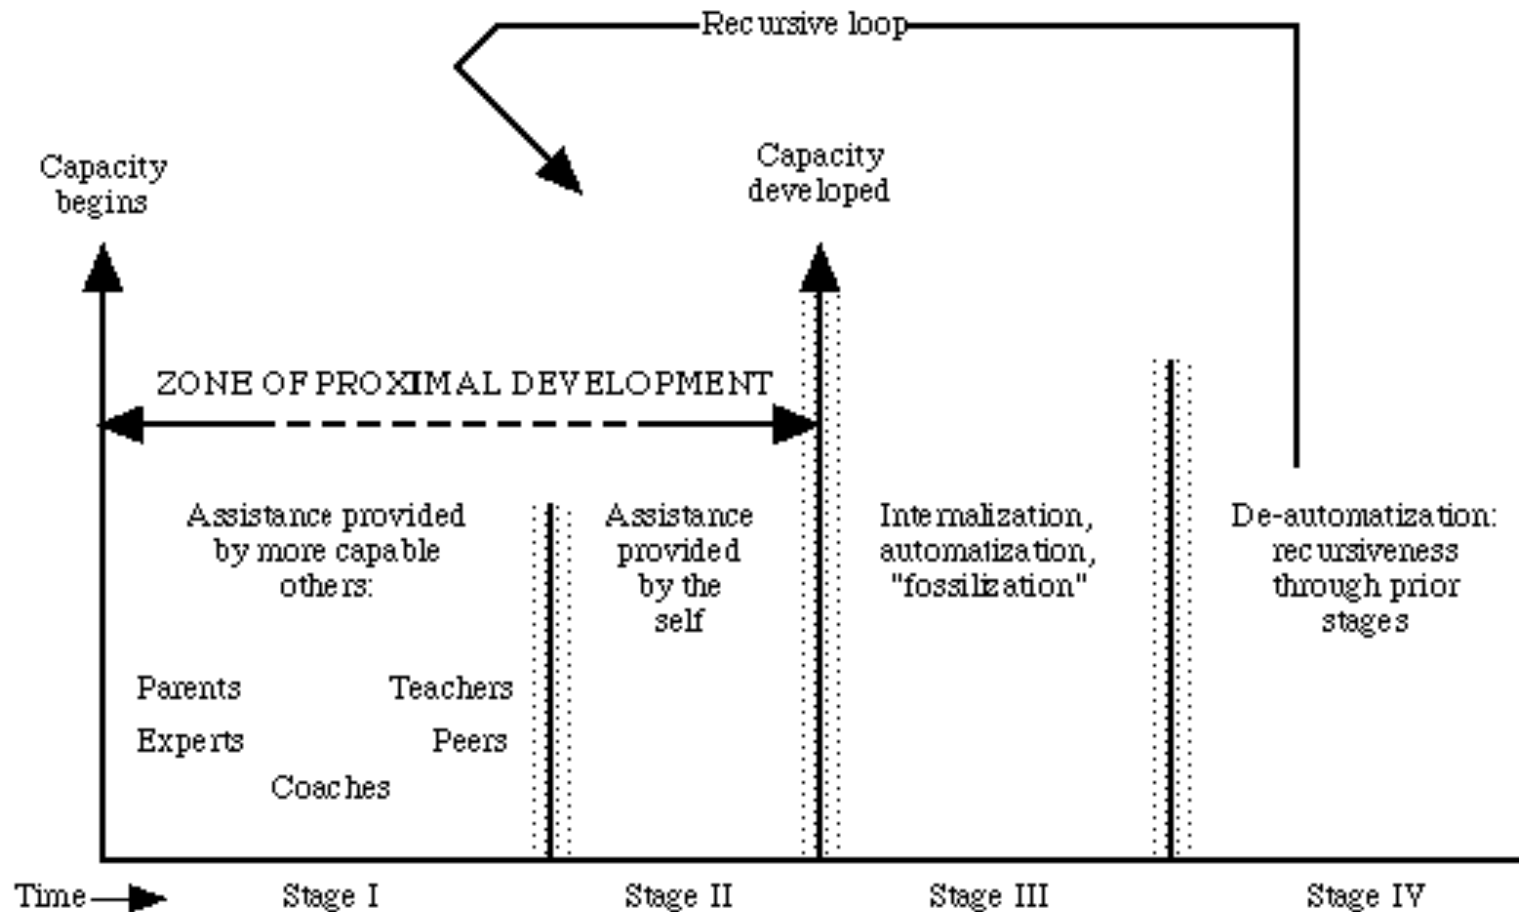 Recursive loop
Capacity
begins
Capacity
developed
ZONE OF PROXIMAL DEVELOPMENT
Assistance provided
by more capable
others:
Parents
Teachers
Experts
Peers
Coaches
Assistance
provided
by the
self
Internalization,
automatization,
"fossilization"
De-automatization:
recursiveness
through prior
stages
Time
Stage I
Stage II
Stage III
Stage IV